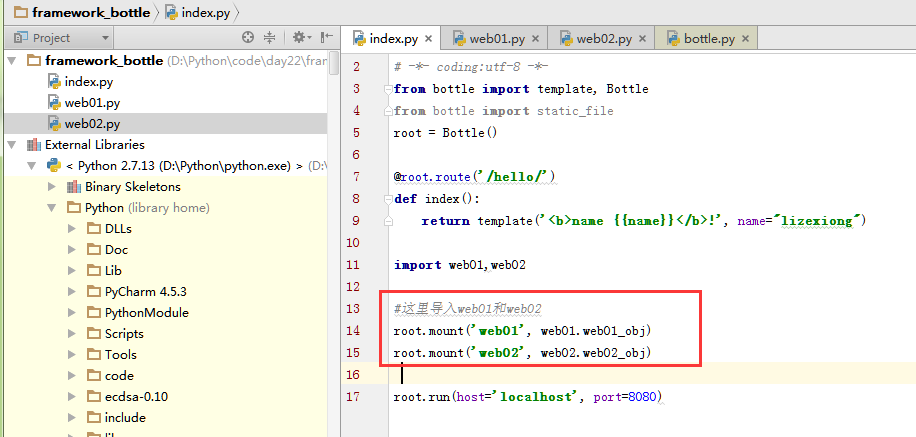 framework_bottle index.py
Project
framework_bottle (D:\Python\code\day22\fran
index.py
web01.py
web02.py
External Libraries
< Python 2.7.13 (D:\Python\python.exe) > (D:\
Binary Skeletons
Python (library home)
DLLs
Doc
Lib
PyCharm 4.5.3
PythonModule
Scripts
Tools
code
ecdsa-0.10
include
index.py web01.py web02.py bottle.py
2 # -*- coding:utf-8 -*-
3 from bottle import template, Bottle
4 from bottle import static_file
5 root = Bottle()
6
7 @root.route('/hello/')
8 def index():
9 return template('<b>name {{name}}</b>!', name="lizexiong")
10
11 import web01,web02
12
13 #这里导入web01和web02
14 root.mount('web01', web01.web01_obj)
15 root.mount('web02', web02.web02_obj)
16
17 root.run(host='localhost', port=8080)